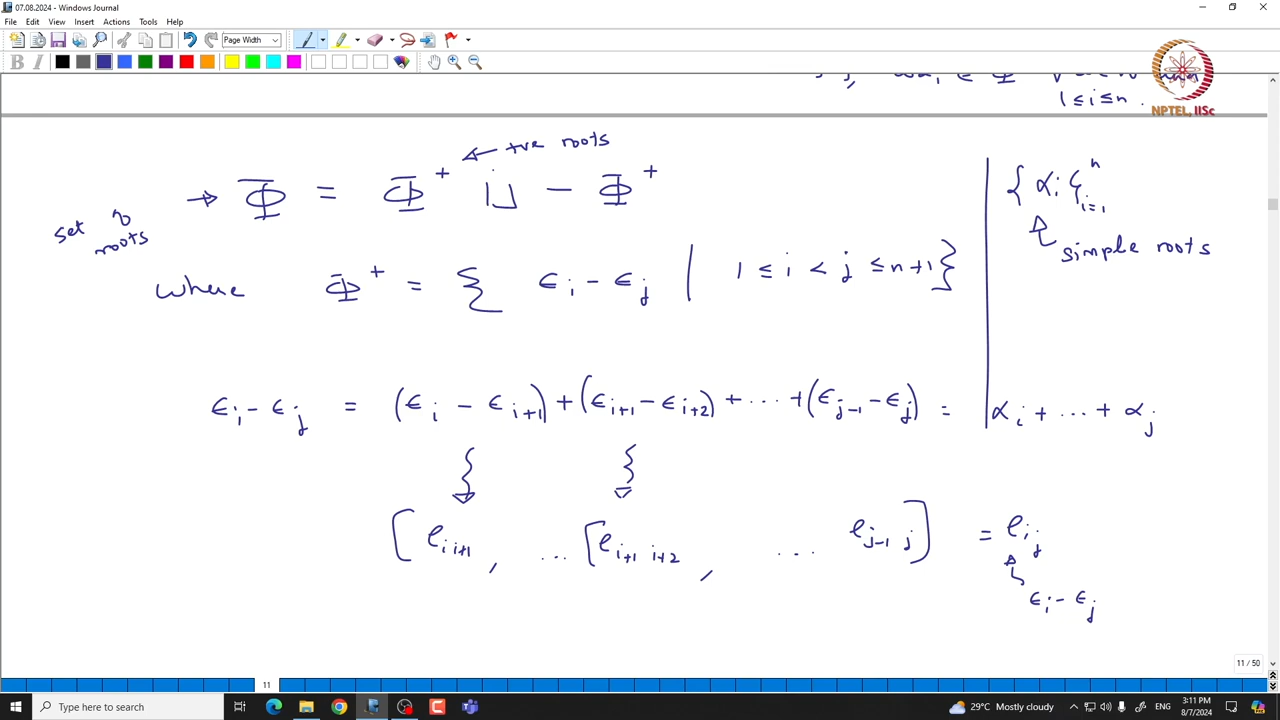 07.08.2024 - Windows Journal
File Edit View Insert Actions Tools Help
Page Width
B I
1 ≤ i ≤ n .
NPTEL, IISc
← +ve roots
→ Φ = Φ⁺ ⊔ − Φ⁺
set of roots
{ αi }ⁿ i=1
simple roots
where Φ⁺ = { ϵi − ϵj | 1 ≤ i < j ≤ n+1 }
ϵi − ϵj = (ϵi − ϵi+1) + (ϵi+1 − ϵi+2) + ... + (ϵj−1 − ϵj) = αi + ... + αj
[ ei i+1 , ... [ ei+1 i+2 , ... ej−1 j ] = ei j
ϵi − ϵj
11 / 50
11
Type here to search
29°C Mostly cloudy
3:11 PM
8/7/2024